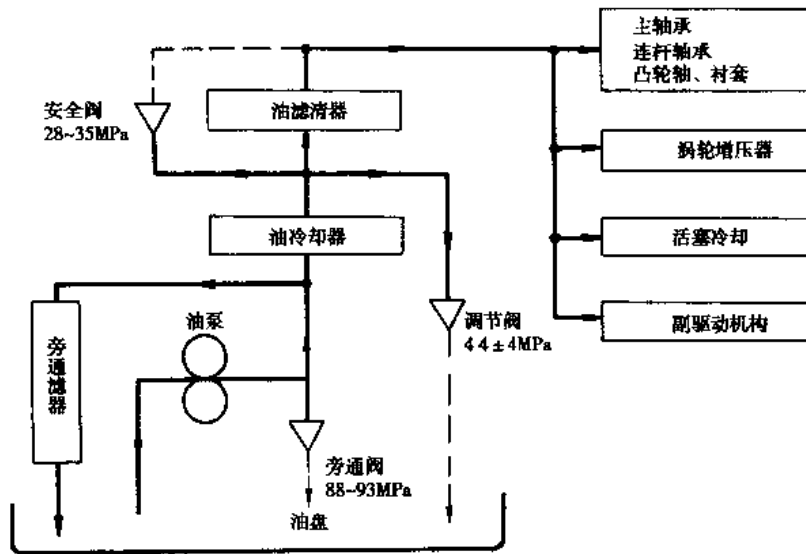 主轴承
连杆轴承
凸轮轴、衬套
安全阀
28~35MPa
油滤清器
涡轮增压器
油冷却器
活塞冷却
油泵
调节阀
44±4MPa
副驱动机构
旁通滤器
旁通阀
88~93MPa
油盘